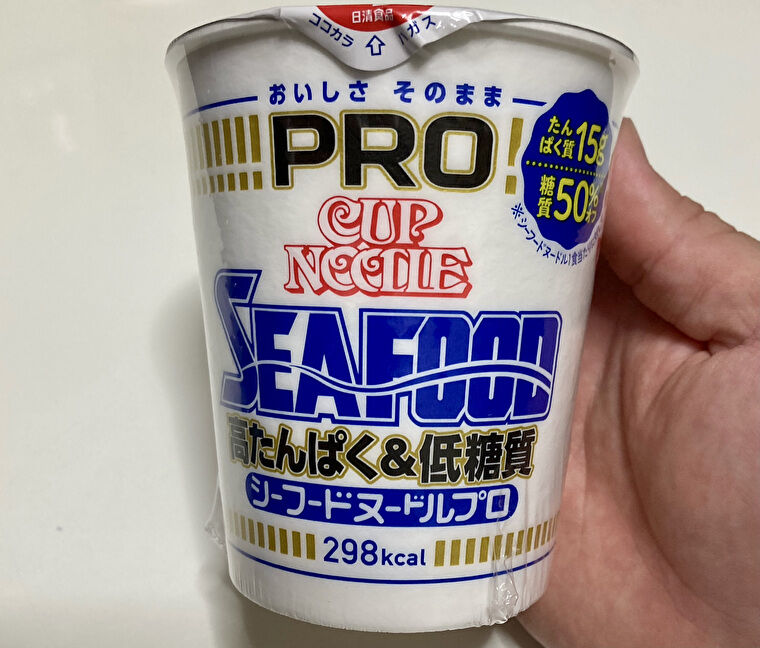 日清食品
ココカラ ハガス
おいしさ そのまま
PRO!
たん
ぱく質15g
糖質50%オフ
CUP
NOODLE
SEAFOOD
高たんぱく&低糖質
シーフードヌードルプロ
298kcal